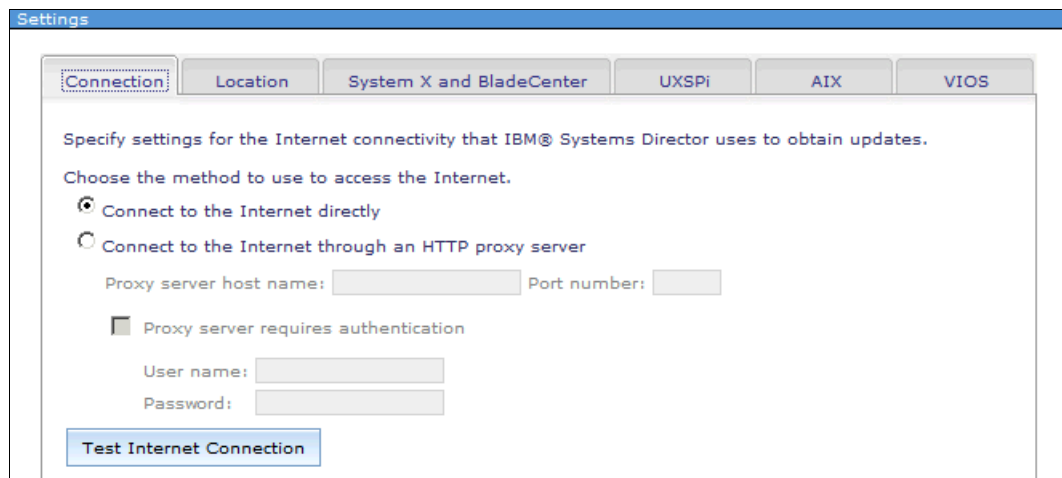 Settings
Connection Location System X and BladeCenter UXSPi AIX VIOS
Specify settings for the Internet connectivity that IBM® Systems Director uses to obtain updates.
Choose the method to use to access the Internet.
Connect to the Internet directly
Connect to the Internet through an HTTP proxy server
Proxy server host name: Port number:
Proxy server requires authentication
User name:
Password:
Test Internet Connection